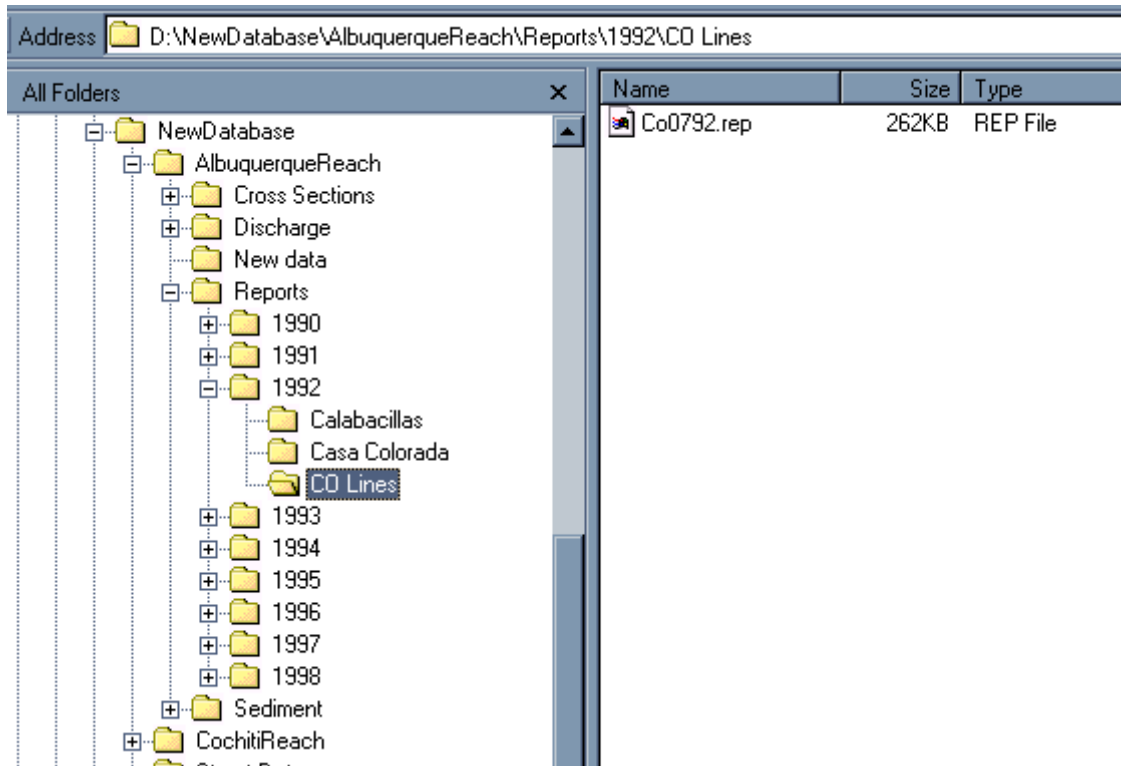 Address D:\NewDatabase\AlbuquerqueReach\Reports\1992\CO Lines
All Folders
NewDatabase
AlbuquerqueReach
Cross Sections
Discharge
New data
Reports
1990
1991
1992
Calabacillas
Casa Colorada
CO Lines
1993
1994
1995
1996
1997
1998
Sediment
CochitiReach
Name Size Type
Co0792.rep 262KB REP File